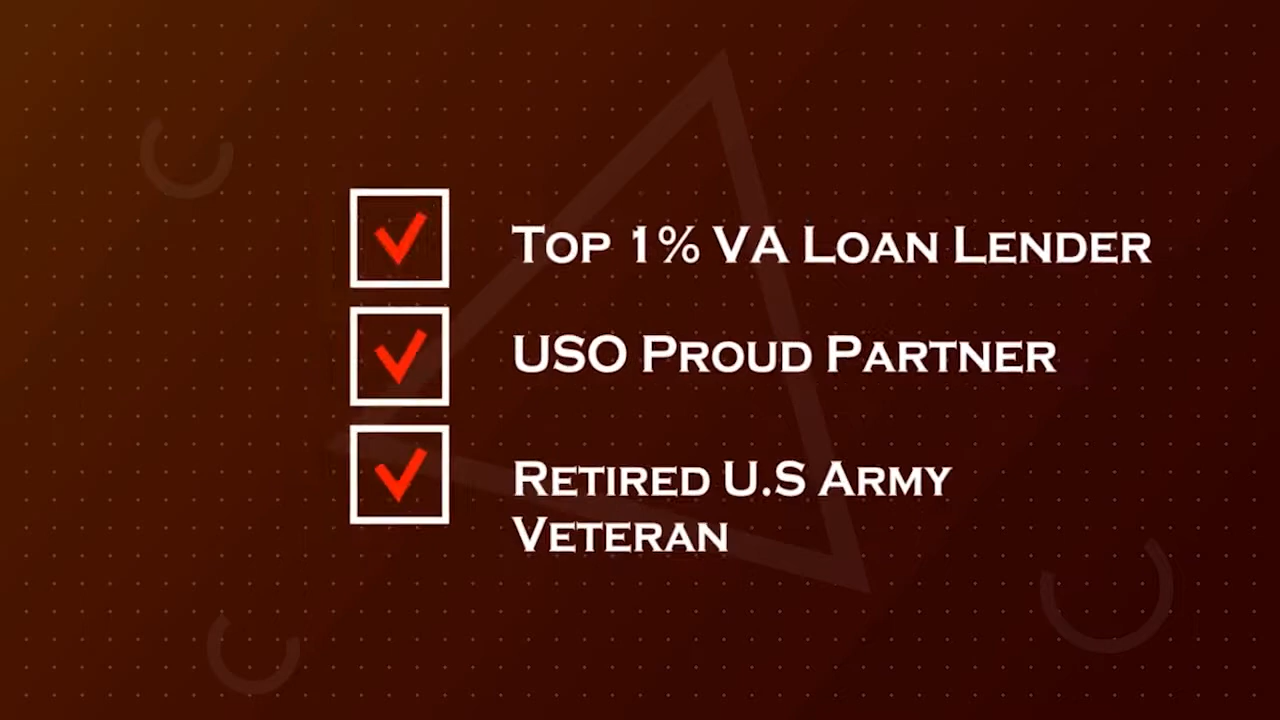 Top 1% VA Loan Lender
USO Proud Partner
Retired U.S Army
Veteran